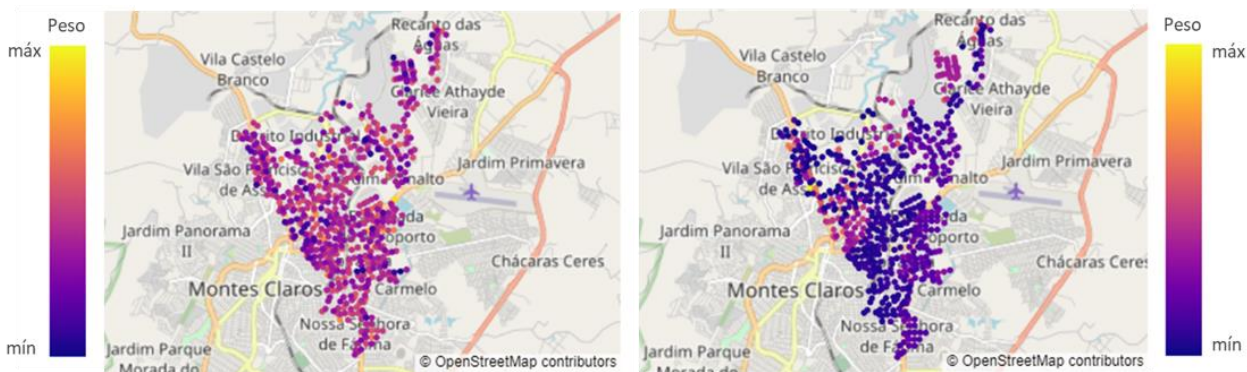 Peso
máx
mín
Recanto das
Águas
Vila Castelo
Branco
Clarice Athayde
Vieira
Distrito Industrial
Jardim Primavera
Vila São Francisco
de Assis
Jardim Panorama
II
Chácaras Ceres
Montes Claros
Carmelo
Nossa Senhora
de Fátima
Jardim Parque
Morada do
© OpenStreetMap contributors
Recanto das
Águas
Vila Castelo
Branco
Clarice Athayde
Vieira
Distrito Industrial
Jardim Primavera
Vila São Francisco
de Assis
Jardim Panorama
II
Chácaras Ceres
Montes Claros
Carmelo
Nossa Senhora
de Fátima
Jardim Parque
Morada do
© OpenStreetMap contributors
Peso
máx
mín